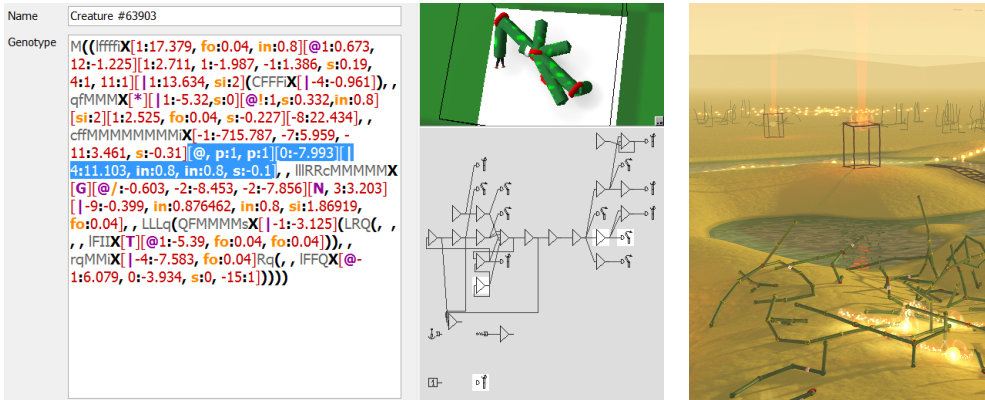 Name Creature #63903
Genotype M((lfffffiX[1:17.379, fo:0.04, in:0.8][@1:0.673,
12:-1.225][1:2.711, 1:-1.987, -1:1.386, s:0.19,
4:1, 11:1][|1:13.634, si:2](CFFFiX[|-4:-0.961]), ,
qfMMMX[*][|1:-5.32,s:0][@!:1,s:0.332,in:0.8]
[si:2][1:2.525, fo:0.04, s:-0.227][-8:22.434], ,
cffMMMMMMMMiX[-1:-715.787, -7:5.959, -
11:3.461, s:-0.31][@, p:1, p:1][0:-7.993][|
4:11.103, in:0.8, in:0.8, s:-0.1], , lllRRcMMMMMX
[G][@/:-0.603, -2:-8.453, -2:-7.856][N, 3:3.203]
[|-9:-0.399, in:0.876462, in:0.8, si:1.86919,
fo:0.04], , LLLq(QFMMMMsX[|-1:-3.125](LRQ(, ,
, , lFIIX[T][@1:-5.39, fo:0.04, fo:0.04])), ,
rqMMiX[|-4:-7.583, fo:0.04]Rq(, , lFFQX[@-
1:6.079, 0:-3.934, s:0, -15:1]))))
1